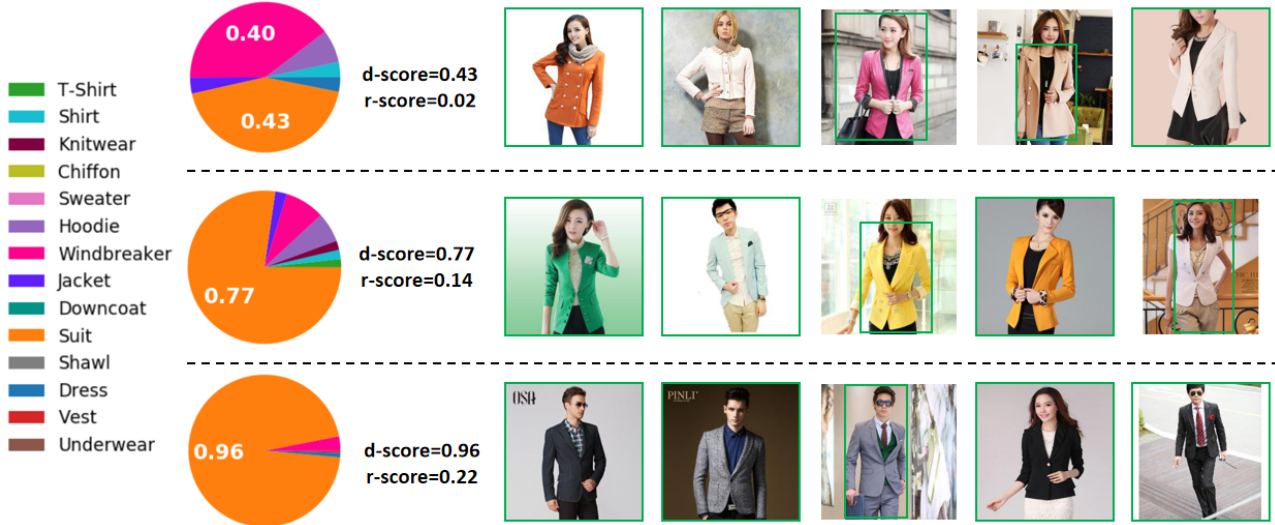 T-Shirt
Shirt
Knitwear
Chiffon
Sweater
Hoodie
Windbreaker
Jacket
Downcoat
Suit
Shawl
Dress
Vest
Underwear
0.40
0.43
d-score=0.43
r-score=0.02
0.77
d-score=0.77
r-score=0.14
0.96
d-score=0.96
r-score=0.22
PINLI